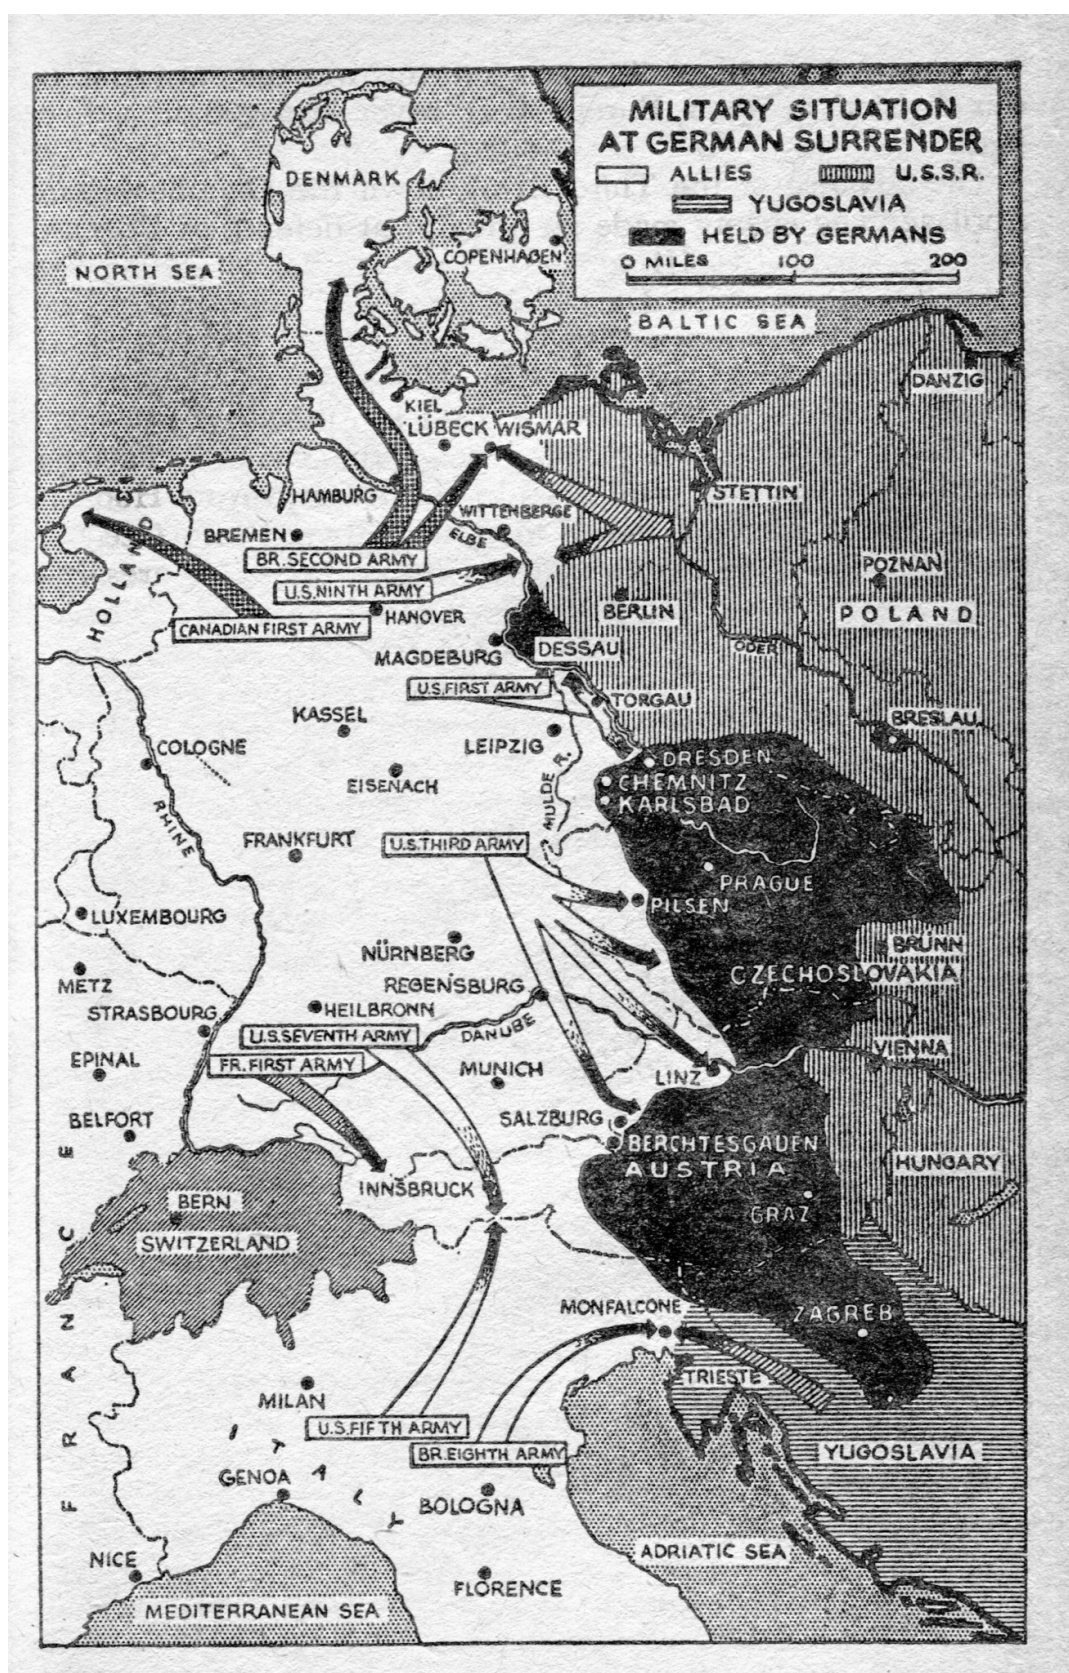 MILITARY SITUATION
AT GERMAN SURRENDER
ALLIES U.S.S.R.
YUGOSLAVIA
HELD BY GERMANS
0 MILES 100 200
DENMARK
COPENHAGEN
NORTH SEA
BALTIC SEA
DANZIG
KIEL
LÜBECK WISMAR
HAMBURG
STETTIN
WITTENBERGE
BREMEN
ELBE
BR. SECOND ARMY
POZNAN
U.S. NINTH ARMY
HOLLAND
HANOVER
BERLIN
POLAND
CANADIAN FIRST ARMY
DESSAU
ODER
MAGDEBURG
U.S. FIRST ARMY
TORGAU
KASSEL
BRESLAU
LEIPZIG
COLOGNE
DRESDEN
EISENACH
MULDE R.
CHEMNITZ
KARLSBAD
RHINE
FRANKFURT
U.S. THIRD ARMY
PRAGUE
PILSEN
LUXEMBOURG
NÜRNBERG
BRÜNN
METZ
REGENSBURG
CZECHOSLOVAKIA
STRASBOURG
HEILBRONN
U.S. SEVENTH ARMY
DANUBE
VIENNA
EPINAL
FR. FIRST ARMY
MUNICH
LINZ
BELFORT
SALZBURG
BERCHTESGADEN
AUSTRIA
HUNGARY
INNSBRUCK
BERN
GRAZ
SWITZERLAND
FRANCE
MONFALCONE
ZAGREB
TRIESTE
MILAN
U.S. FIFTH ARMY
BR. EIGHTH ARMY
YUGOSLAVIA
ITALY
GENOA
BOLOGNA
ADRIATIC SEA
NICE
FLORENCE
MEDITERRANEAN SEA